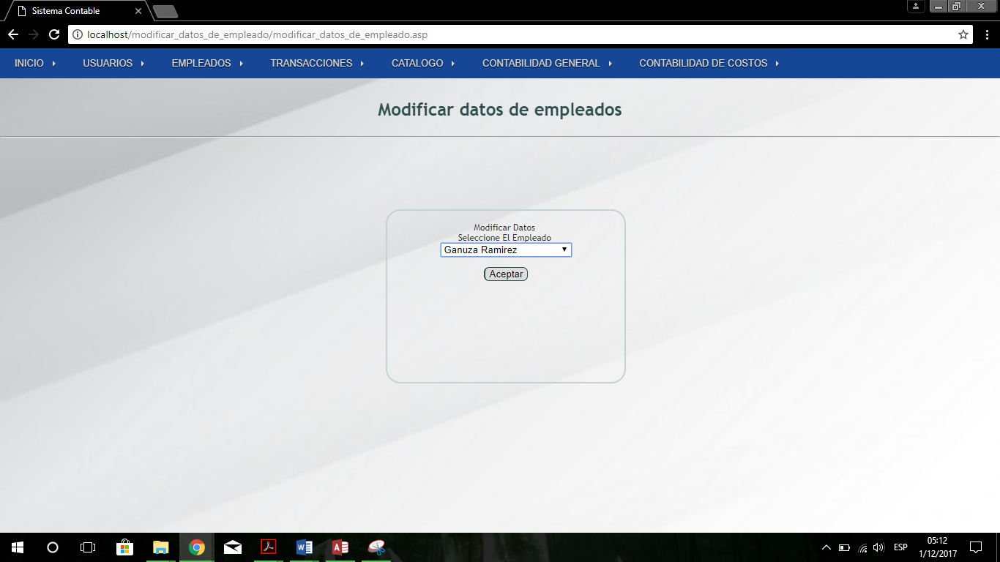 Sistema Contable
localhost/modificar_datos_de_empleado/modificar_datos_de_empleado.asp
INICIO USUARIOS EMPLEADOS TRANSACCIONES CATALOGO CONTABILIDAD GENERAL CONTABILIDAD DE COSTOS
Modificar datos de empleados
Modificar Datos
Seleccione El Empleado
Ganuza Ramirez
Aceptar
ESP
05:12
1/12/2017